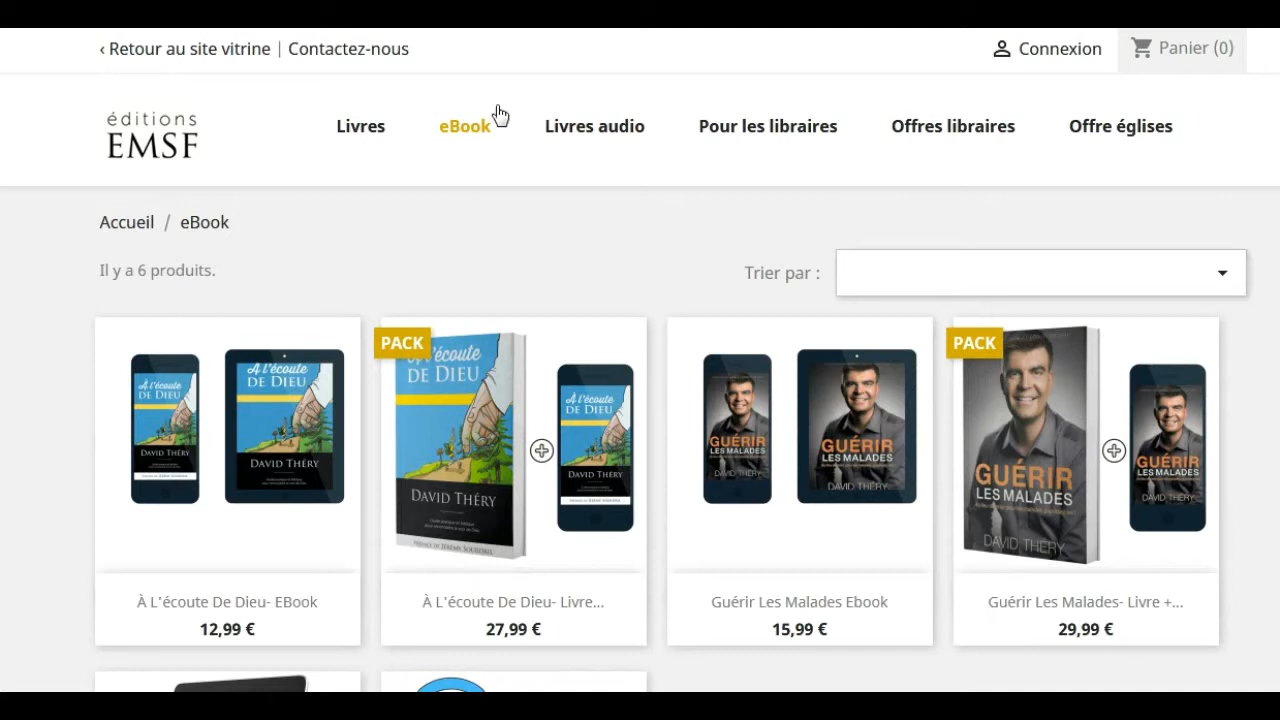 ‹ Retour au site vitrine | Contactez-nous
Connexion
Panier (0)
éditions
EMSF
Livres
eBook
Livres audio
Pour les libraires
Offres libraires
Offre églises
Accueil / eBook
Il y a 6 produits.
Trier par :
À l'écoute
DE DIEU
DAVID THÉRY
À l'écoute
DE DIEU
DAVID THÉRY
PACK
À l'écoute
DE DIEU
DAVID THÉRY
À l'écoute
DE DIEU
DAVID THÉRY
GUÉRIR
LES MALADES
DAVID THÉRY
GUÉRIR
LES MALADES
DAVID THÉRY
PACK
GUÉRIR
LES MALADES
DAVID THÉRY
GUÉRIR
LES MALADES
DAVID THÉRY
À L'écoute De Dieu- EBook
12,99 €
À L'écoute De Dieu- Livre...
27,99 €
Guérir Les Malades Ebook
15,99 €
Guérir Les Malades- Livre +...
29,99 €